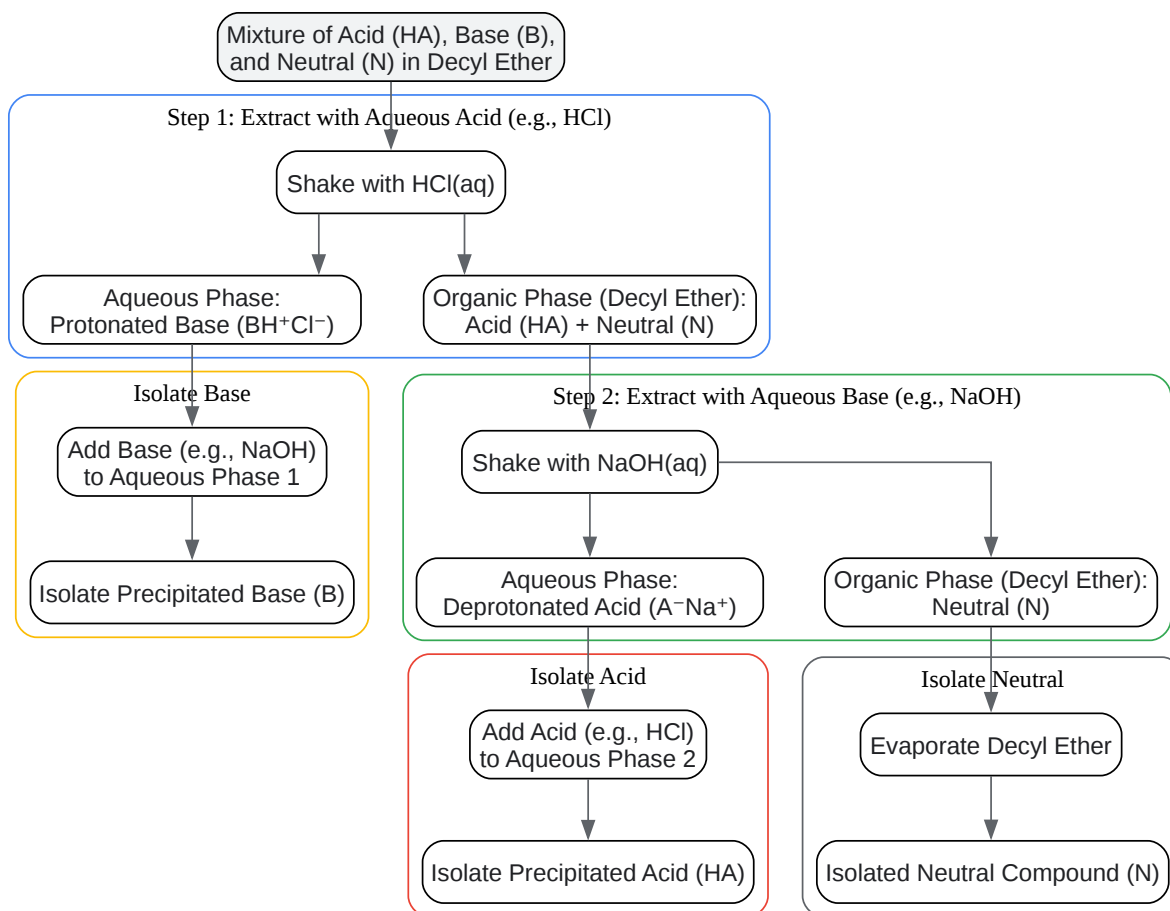 Mixture of Acid (HA), Base (B),
and Neutral (N) in Decyl Ether
Step 1: Extract with Aqueous Acid (e.g., HCl)
Shake with HCl(aq)
Aqueous Phase:
Protonated Base (BH⁺Cl⁻)
Organic Phase (Decyl Ether):
Acid (HA) + Neutral (N)
Isolate Base
Add Base (e.g., NaOH)
to Aqueous Phase 1
Isolate Precipitated Base (B)
Step 2: Extract with Aqueous Base (e.g., NaOH)
Shake with NaOH(aq)
Aqueous Phase:
Deprotonated Acid (A⁻Na⁺)
Organic Phase (Decyl Ether):
Neutral (N)
Isolate Acid
Add Acid (e.g., HCl)
to Aqueous Phase 2
Isolate Precipitated Acid (HA)
Isolate Neutral
Evaporate Decyl Ether
Isolated Neutral Compound (N)